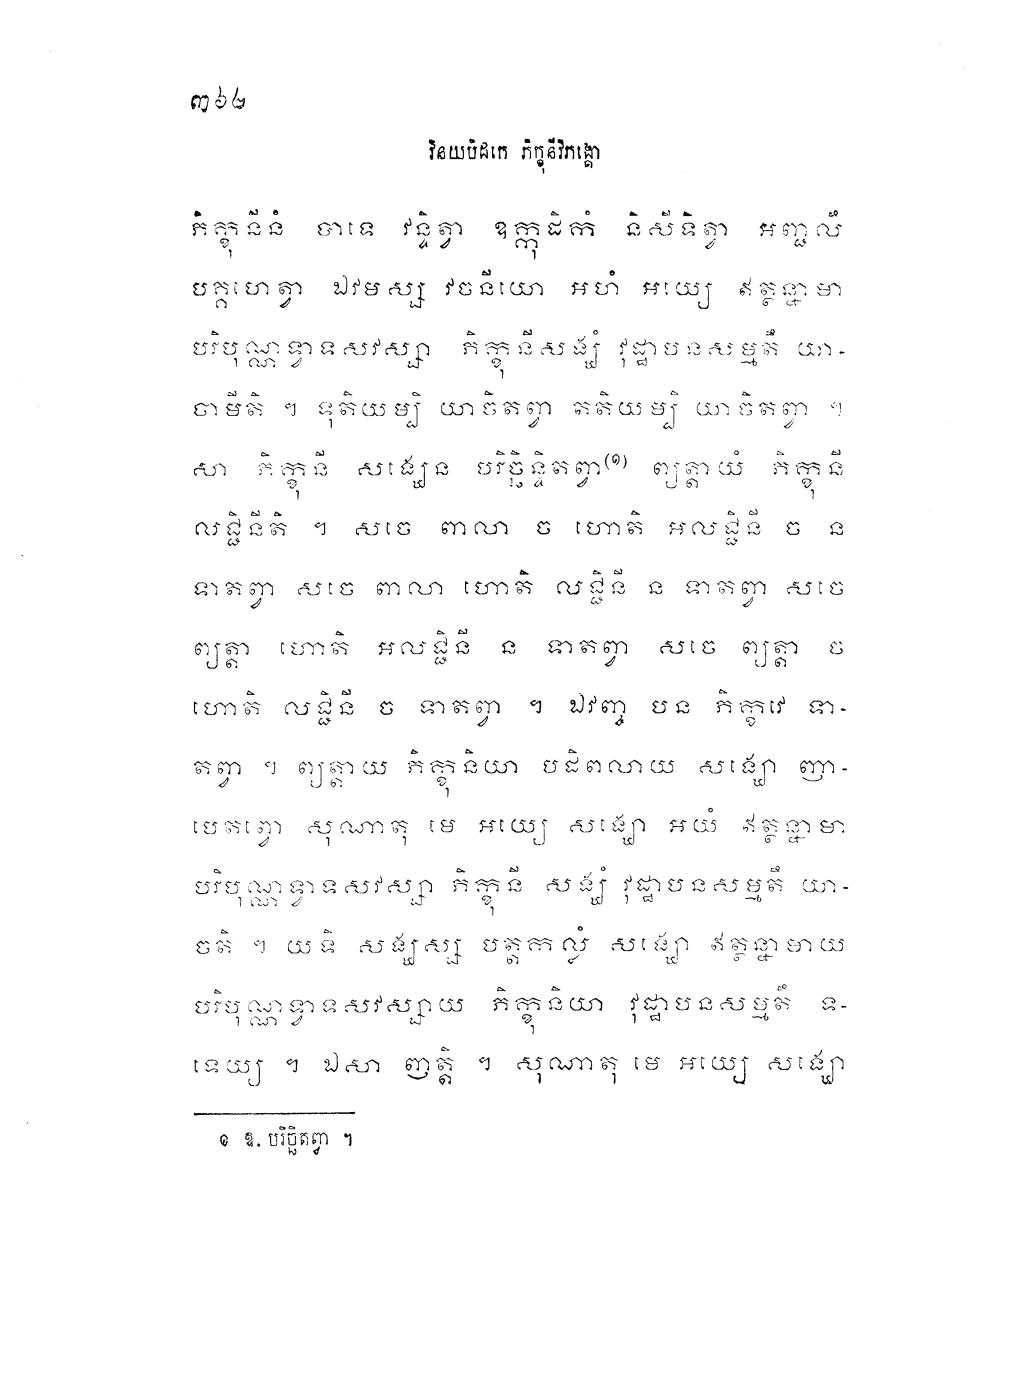 ៣៦៤
វិនយបិដកេ ភិក្ខុនីវិភង្គោ
ភិក្ខុនីនំ បាទេ វន្ទិត្វា ឧក្កុដិកំ និសីទិត្វា អញ្ជលឹ
បគ្គហេត្វា ឯវមស្ស វចនីយោ អហំ អយ្យេ ឥត្ថន្នាមា
បរិបុណ្ណទ្វាទសវស្សា ភិក្ខុនីសង្ឃំ វុដ្ឋាបនសម្មតឹ យា-
ចាមីតិ ។ ទុតិយម្បិ យាចិតព្វា តតិយម្បិ យាចិតព្វា ។
សា ភិក្ខុនី សង្ឃេន បរិច្ឆិន្ទិតព្វា(១) ព្យត្តាយំ ភិក្ខុនី
លជ្ជិនីតិ ។ សចេ ពាលា ច ហោតិ អលជ្ជិនី ច ន
ទាតព្វា សចេ ពាលា ហោតិ លជ្ជិនី ន ទាតព្វា សចេ
ព្យត្តា ហោតិ អលជ្ជិនី ន ទាតព្វា សចេ ព្យត្តា ច
ហោតិ លជ្ជិនី ច ទាតព្វា ។ ឯវញ្ច បន ភិក្ខវេ ទា-
តព្វា ។ ព្យត្តាយ ភិក្ខុនិយា បដិពលាយ សង្ឃោ ញា-
បេតព្វោ សុណាតុ មេ អយ្យេ សង្ឃោ អយំ ឥត្ថន្នាមា
បរិបុណ្ណទ្វាទសវស្សា ភិក្ខុនី សង្ឃំ វុដ្ឋាបនសម្មតឹ យា-
ចតិ ។ យទិ សង្ឃស្ស បត្តកល្លំ សង្ឃោ ឥត្ថន្នាមាយ
បរិបុណ្ណទ្វាទសវស្សាយ ភិក្ខុនិយា វុដ្ឋាបនសម្មតឹ ទ-
ទេយ្យ ។ ឯសា ញត្តិ ។ សុណាតុ មេ អយ្យេ សង្ឃោ
១ ឱ. បរិច្ឆិតព្វា ។